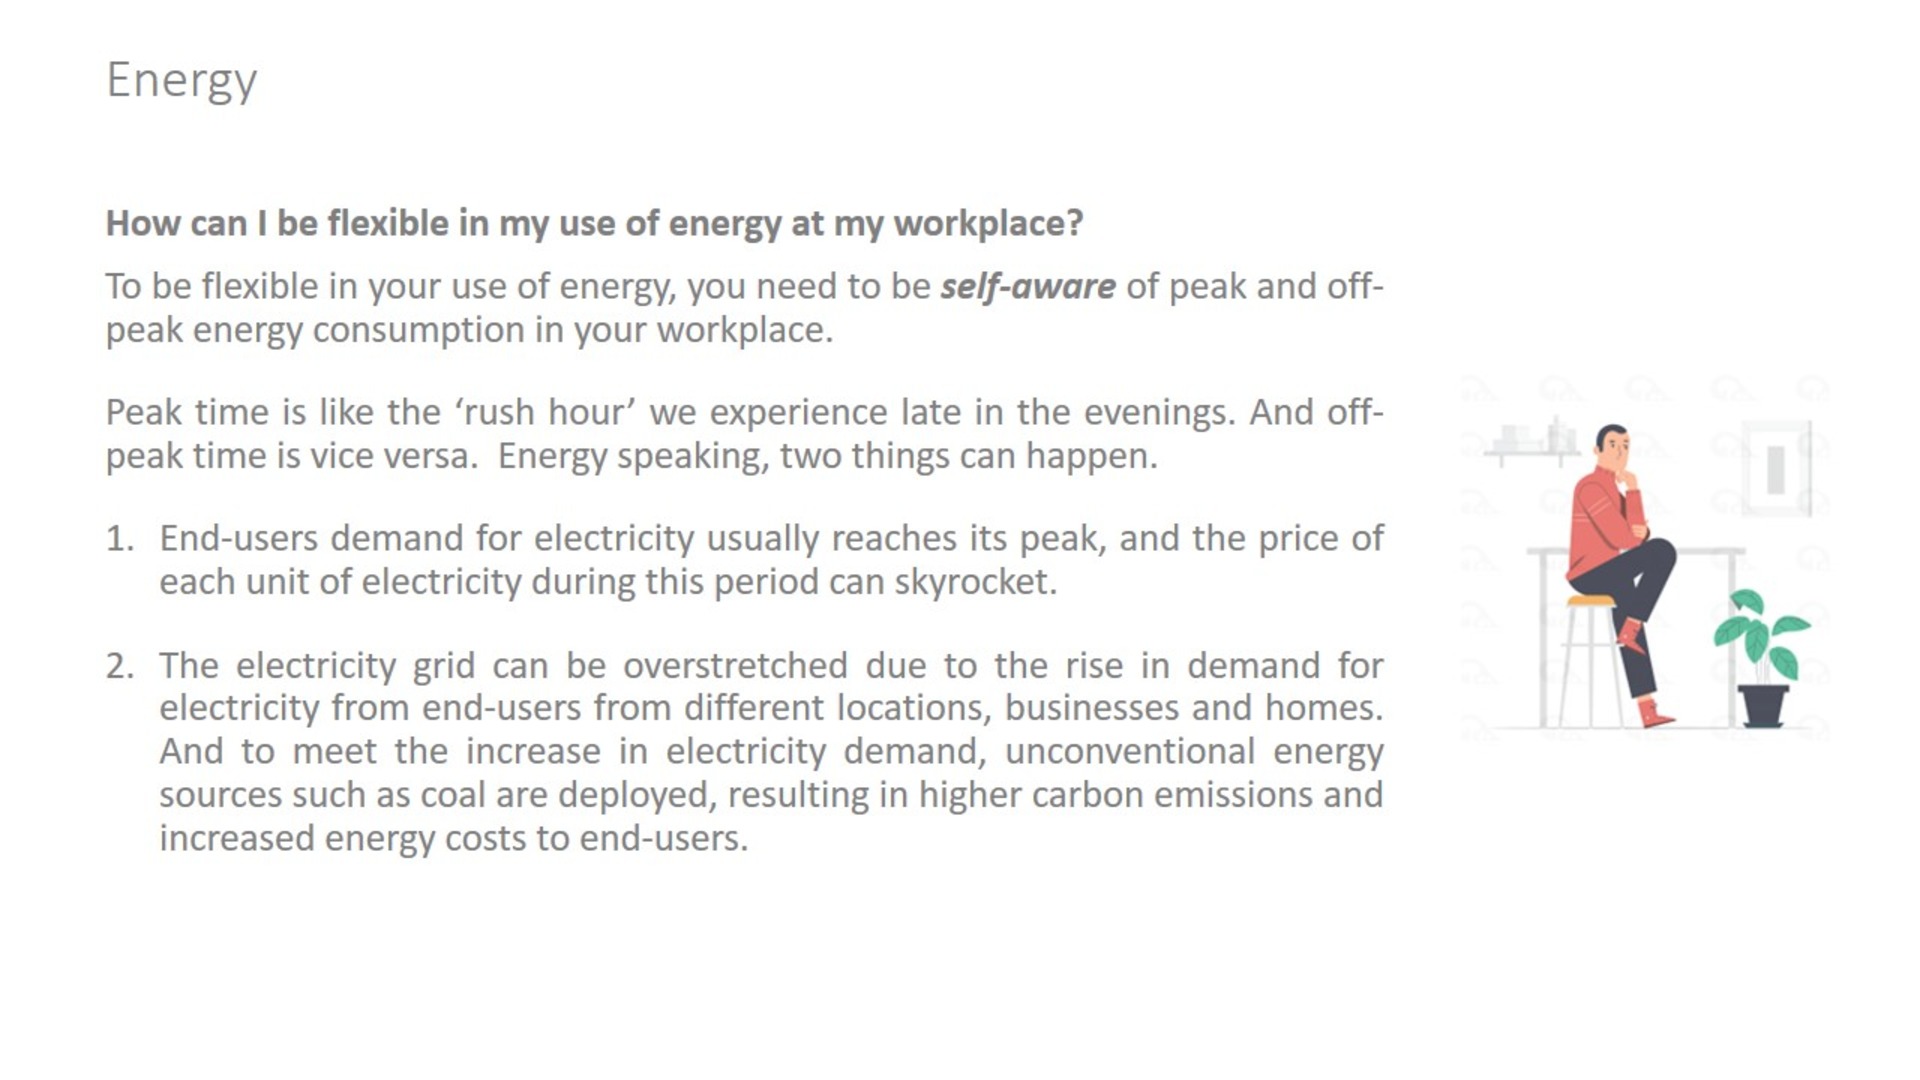 Energy
How can I be flexible in my use of energy at my workplace?
To be flexible in your use of energy, you need to be self-aware of peak and off-
peak energy consumption in your workplace.
Peak time is like the ‘rush hour’ we experience late in the evenings. And off-
peak time is vice versa.  Energy speaking, two things can happen.
1. End-users demand for electricity usually reaches its peak, and the price of
each unit of electricity during this period can skyrocket.
2. The electricity grid can be overstretched due to the rise in demand for
electricity from end-users from different locations, businesses and homes.
And to meet the increase in electricity demand, unconventional energy
sources such as coal are deployed, resulting in higher carbon emissions and
increased energy costs to end-users.